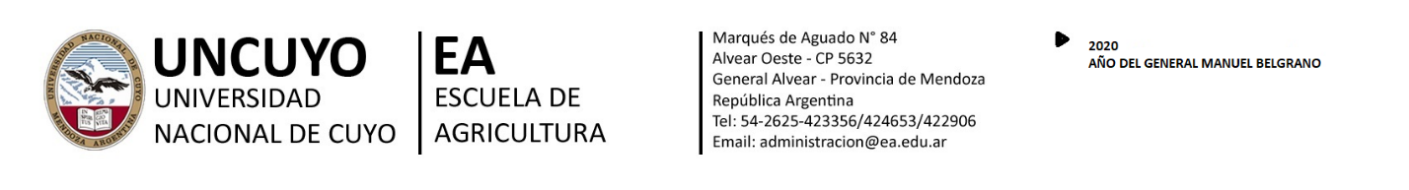 UNCUYO
UNIVERSIDAD
NACIONAL DE CUYO
EA
ESCUELA DE
AGRICULTURA
Marqués de Aguado N° 84
Alvear Oeste - CP 5632
General Alvear - Provincia de Mendoza
República Argentina
Tel: 54-2625-423356/424653/422906
Email: administracion@ea.edu.ar
2020
AÑO DEL GENERAL MANUEL BELGRANO